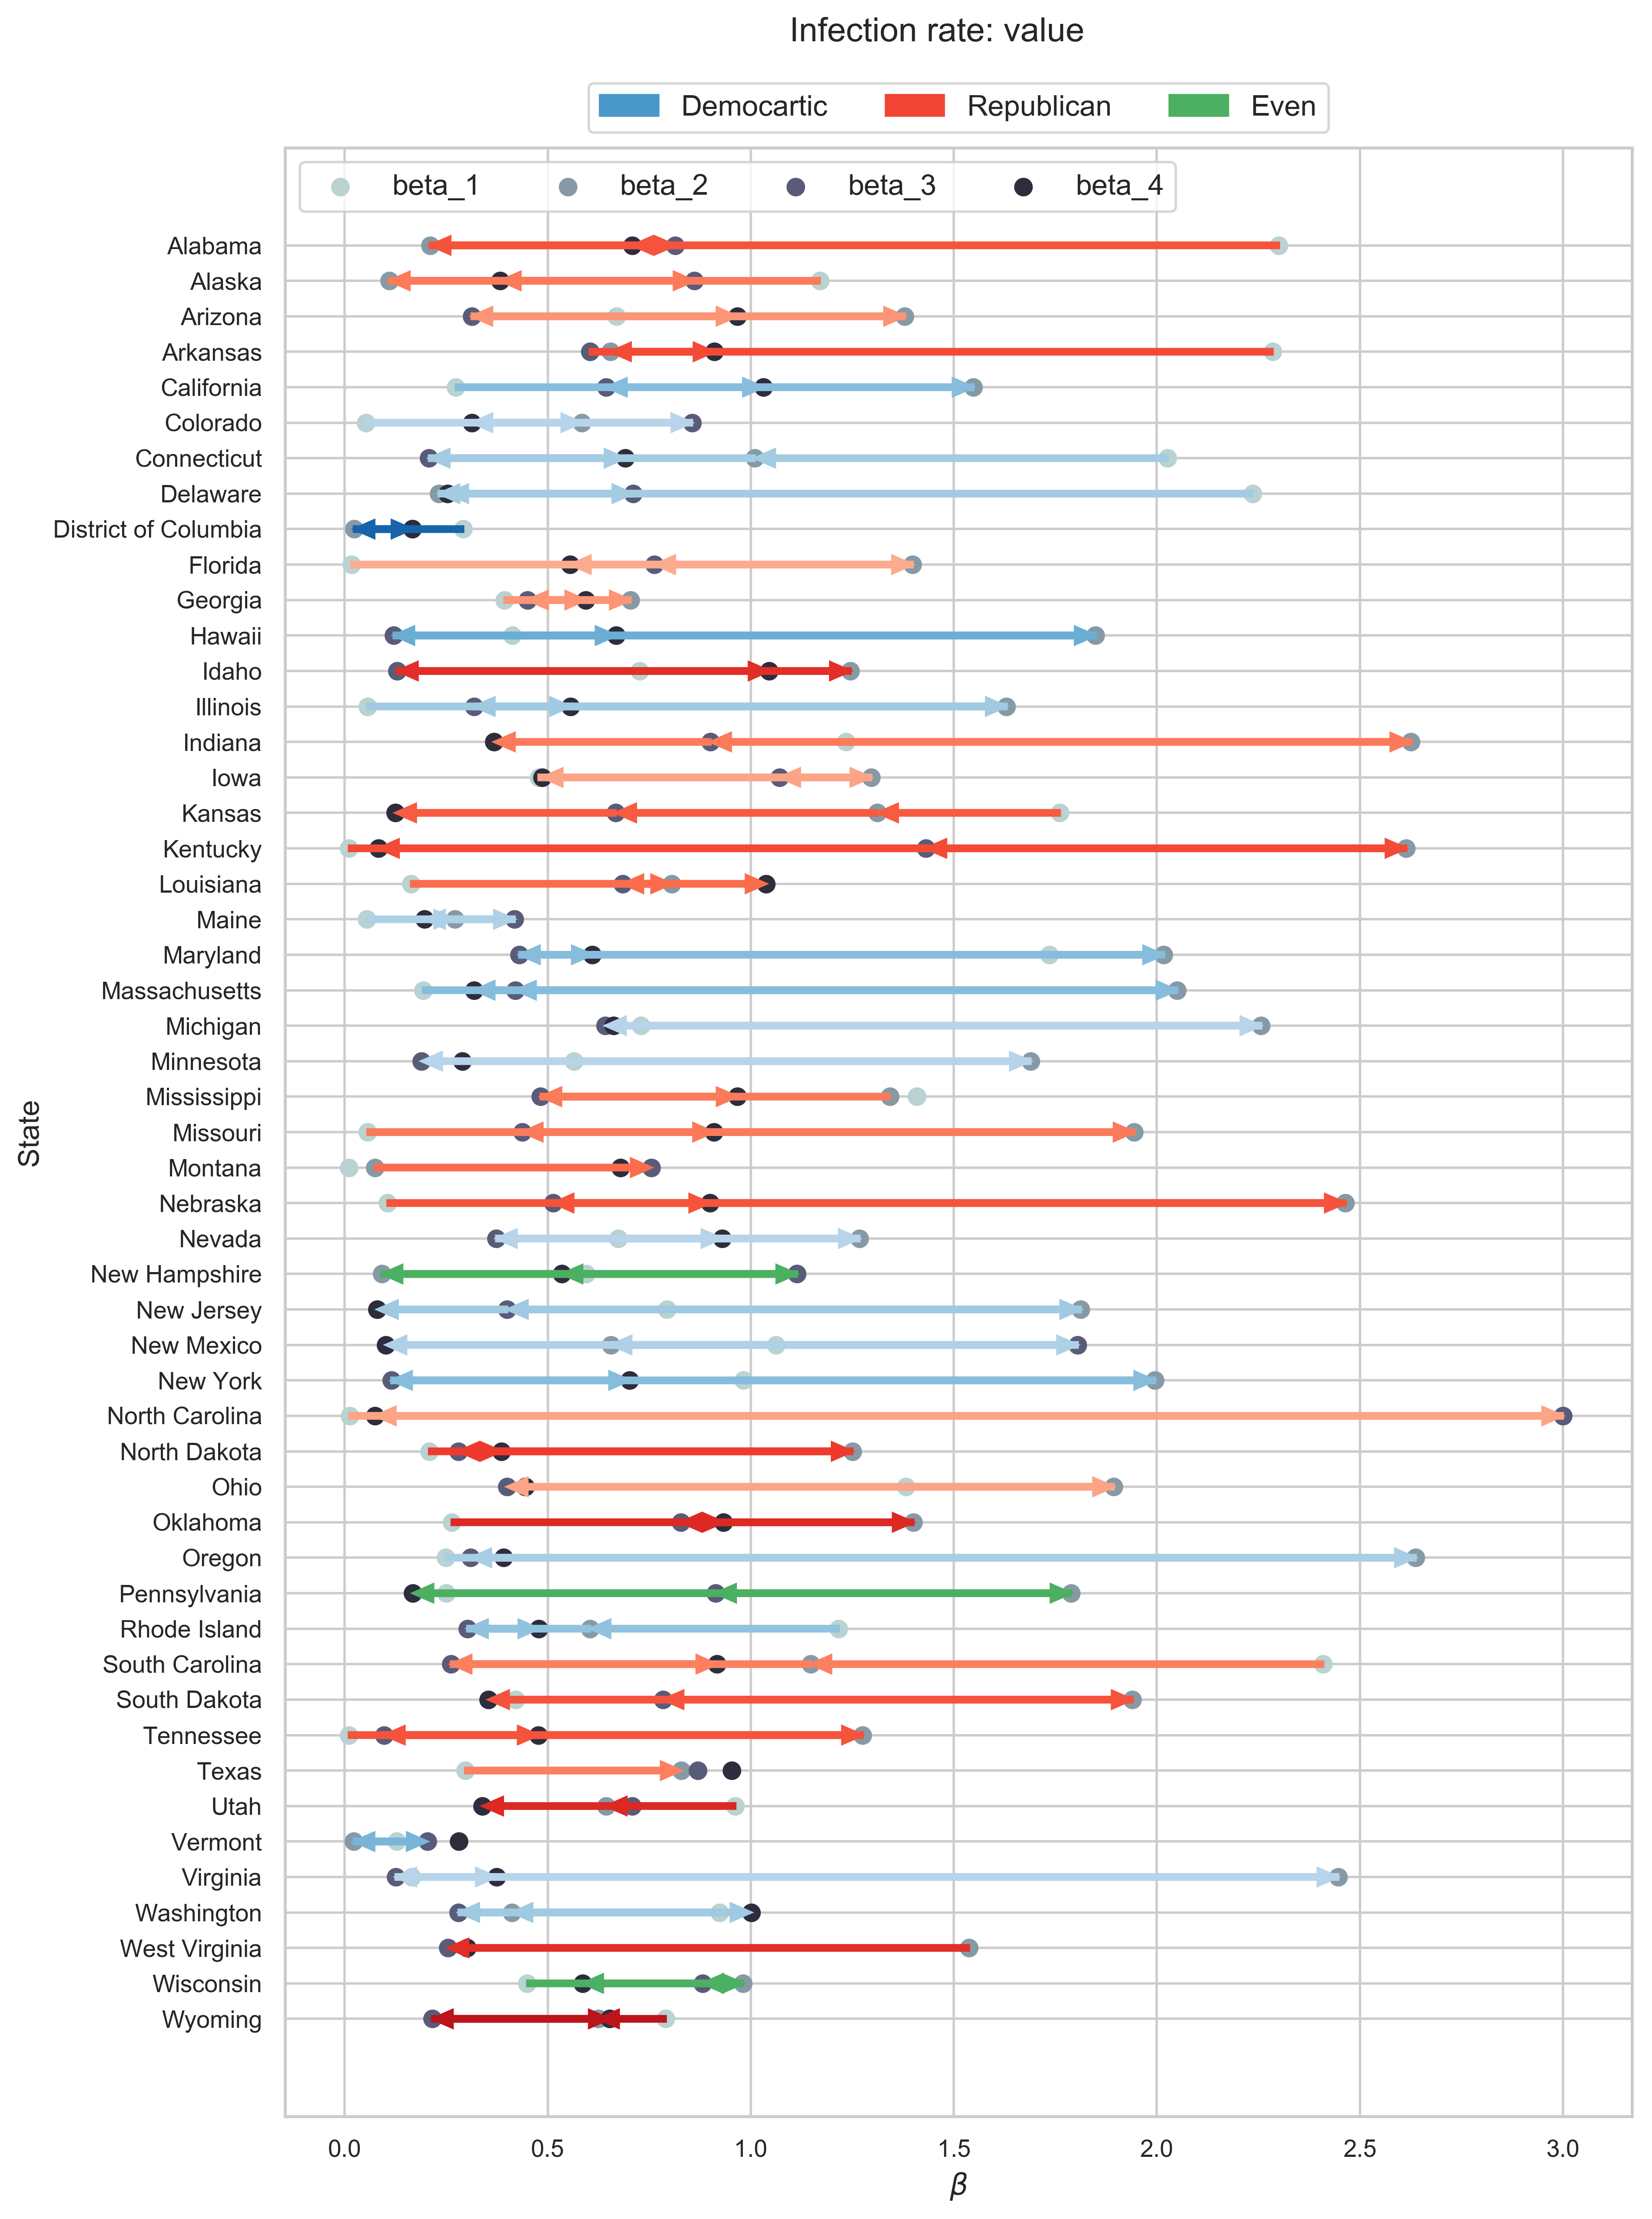 Infection rate: value
Democartic Republican Even
beta_1 beta_2 beta_3 beta_4
Alabama
Alaska
Arizona
Arkansas
California
Colorado
Connecticut
Delaware
District of Columbia
Florida
Georgia
Hawaii
Idaho
Illinois
Indiana
Iowa
Kansas
Kentucky
Louisiana
Maine
Maryland
Massachusetts
Michigan
Minnesota
Mississippi
Missouri
Montana
Nebraska
Nevada
New Hampshire
New Jersey
New Mexico
New York
North Carolina
North Dakota
Ohio
Oklahoma
Oregon
Pennsylvania
Rhode Island
South Carolina
South Dakota
Tennessee
Texas
Utah
Vermont
Virginia
Washington
West Virginia
Wisconsin
Wyoming
State
0.0 0.5 1.0 1.5 2.0 2.5 3.0
β